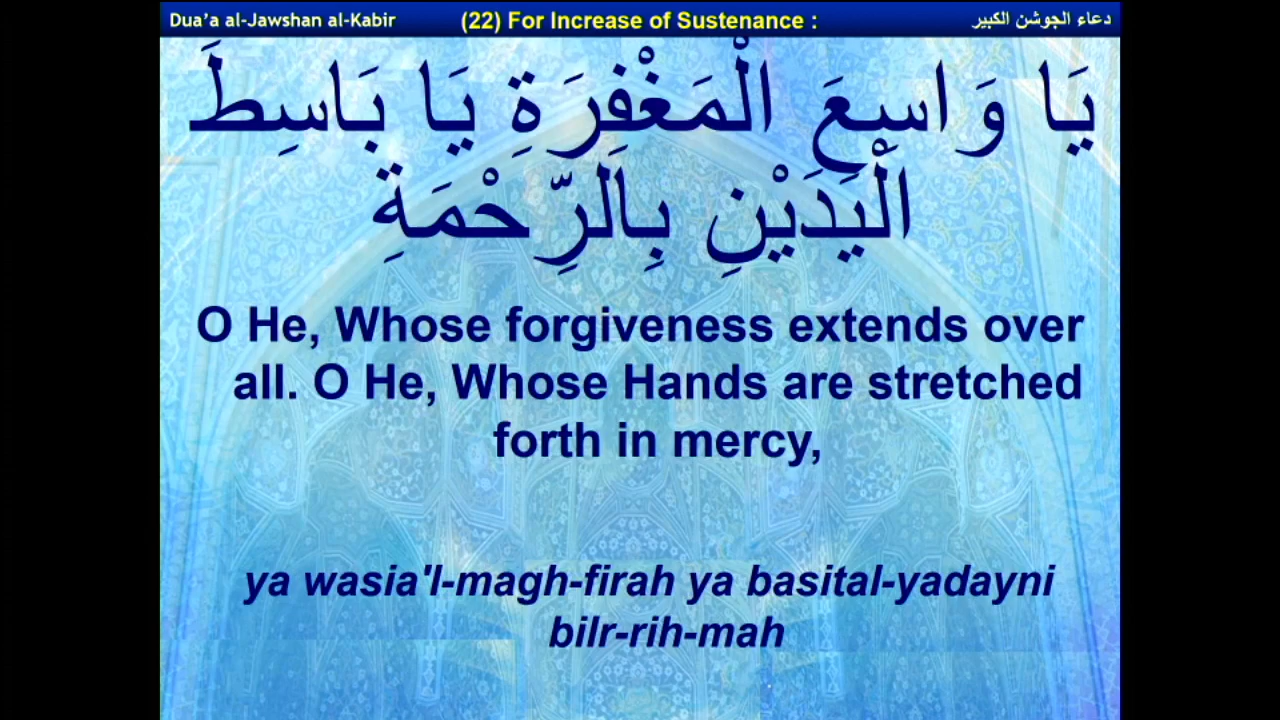 Dua'a al-Jawshan al-Kabir (22) For Increase of Sustenance : دعاء الجوشن الكبير
يَا وَاسِعَ الْمَغْفِرَةِ يَا بَاسِطَ
الْيَدَيْنِ بِالرِّحْمَةِ
O He, Whose forgiveness extends over
all. O He, Whose Hands are stretched
forth in mercy,
ya wasia'l-magh-firah ya basital-yadayni
bilr-rih-mah